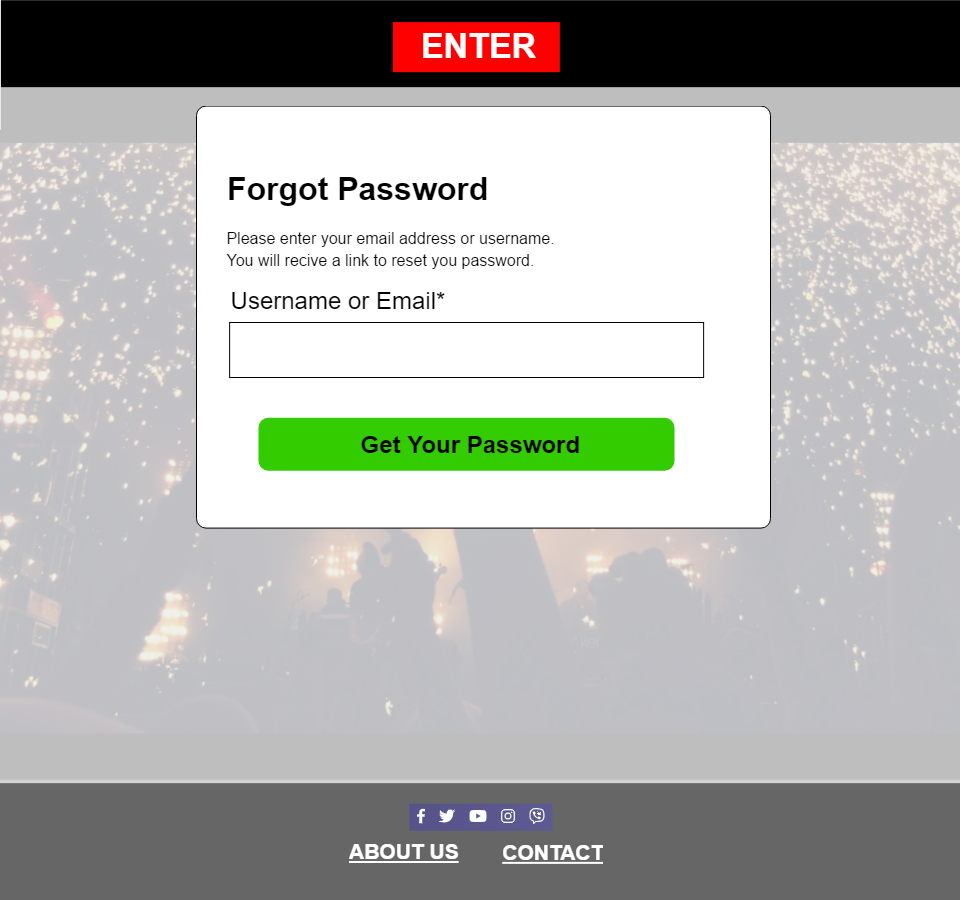 ENTER
Forgot Password
Please enter your email address or username.
You will recive a link to reset you password.
Username or Email*
Get Your Password
ABOUT US CONTACT